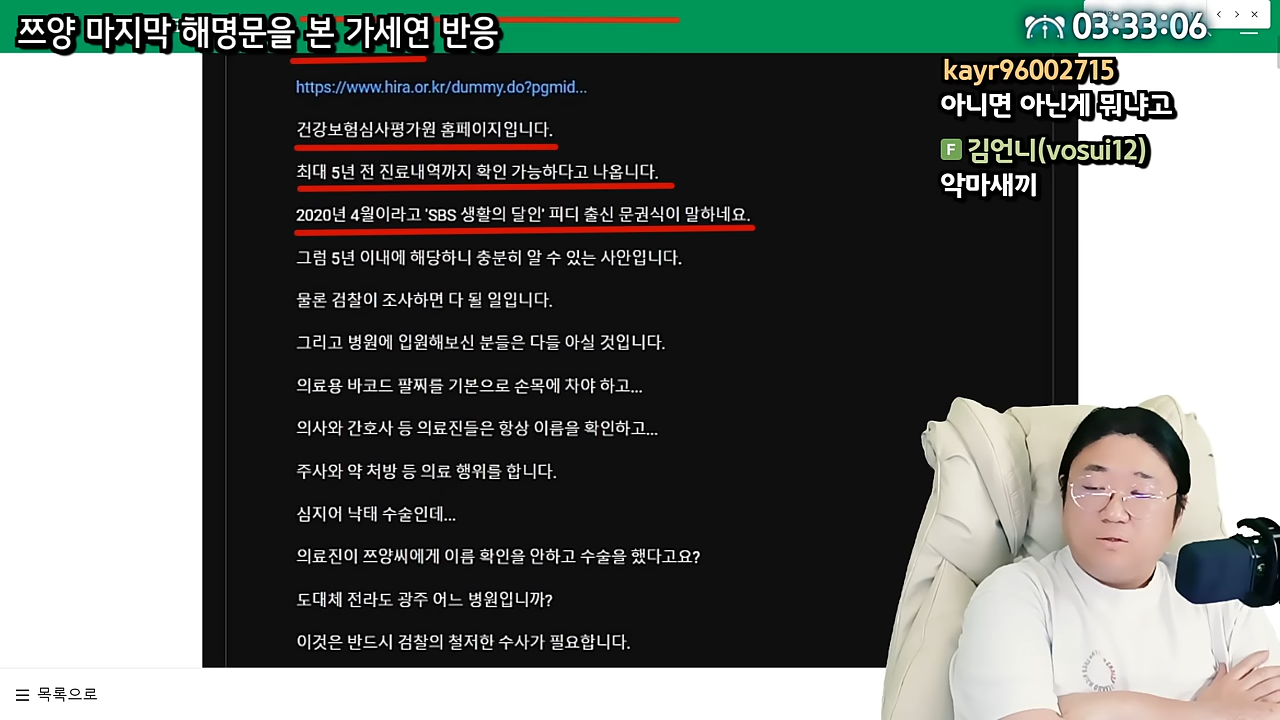 쯔양 마지막 해명문을 본 가세연 반응
03:33:06
kayr96002715
아니면 아닌게 뭐냐고
F 김언니(vosui12)
악마새끼
https://www.hira.or.kr/dummy.do?pgmid...
건강보험심사평가원 홈페이지입니다.
최대 5년 전 진료내역까지 확인 가능하다고 나옵니다.
2020년 4월이라고 'SBS 생활의 달인' 피디 출신 문권식이 말하네요.
그럼 5년 이내에 해당하니 충분히 알 수 있는 사안입니다.
물론 검찰이 조사하면 다 될 일입니다.
그리고 병원에 입원해보신 분들은 다들 아실 것입니다.
의료용 바코드 팔찌를 기본으로 손목에 차야 하고...
의사와 간호사 등 의료진들은 항상 이름을 확인하고...
주사와 약 처방 등 의료 행위를 합니다.
심지어 낙태 수술인데...
의료진이 쯔양씨에게 이름 확인을 안하고 수술을 했다고요?
도대체 전라도 광주 어느 병원입니까?
이것은 반드시 검찰의 철저한 수사가 필요합니다.
목록으로